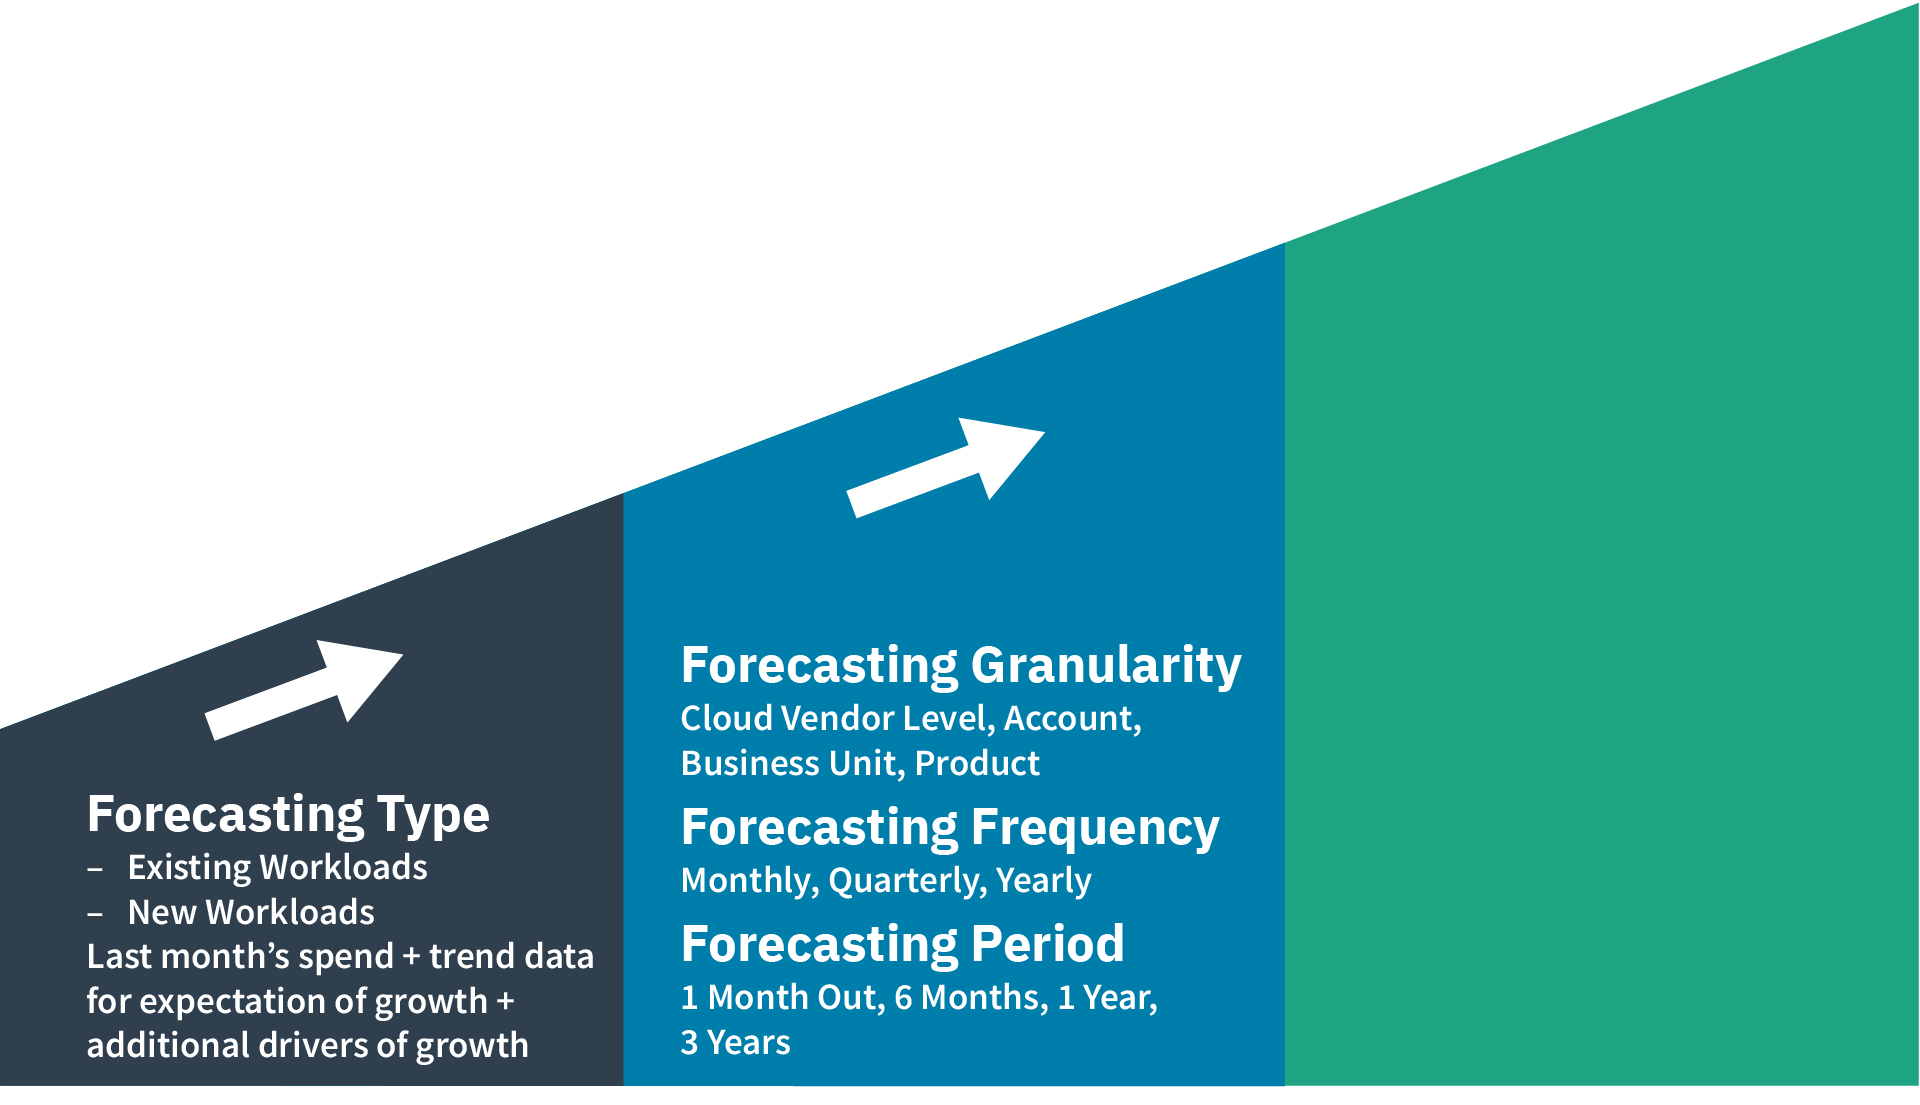 Forecasting Type
– Existing Workloads
– New Workloads
Last month’s spend + trend data
for expectation of growth +
additional drivers of growth
Forecasting Granularity
Cloud Vendor Level, Account,
Business Unit, Product
Forecasting Frequency
Monthly, Quarterly, Yearly
Forecasting Period
1 Month Out, 6 Months, 1 Year,
3 Years